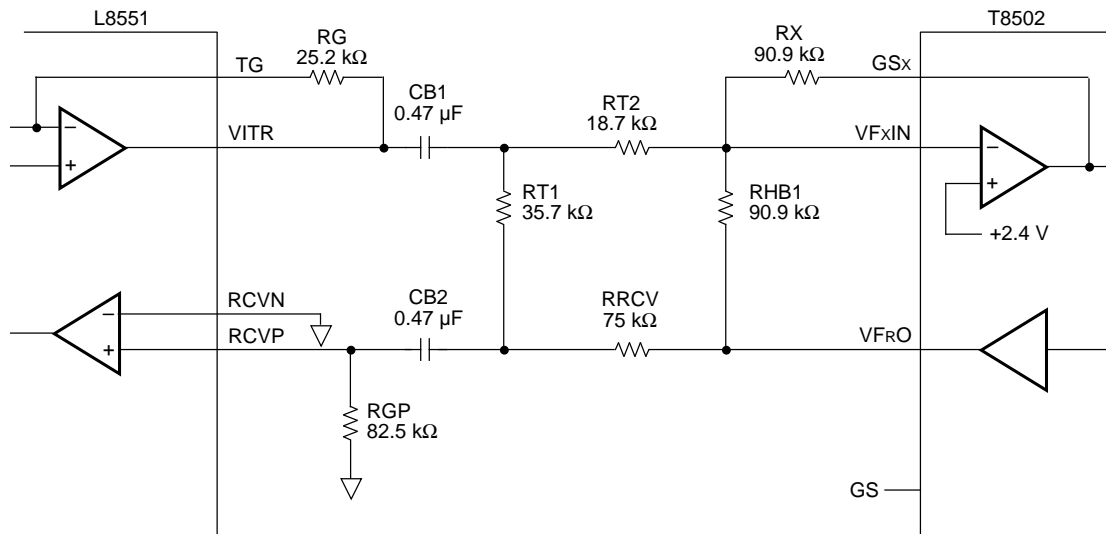 L8551
T8502
RG
25.2 kΩ
RX
90.9 kΩ
TG
GSX
CB1
0.47 µF
RT2
18.7 kΩ
VITR
VFXIN
−
+
−
+
RT1
35.7 kΩ
RHB1
90.9 kΩ
+2.4 V
RCVN
CB2
0.47 µF
RRCV
75 kΩ
−
RCVP
VFRO
+
RGP
82.5 kΩ
GS